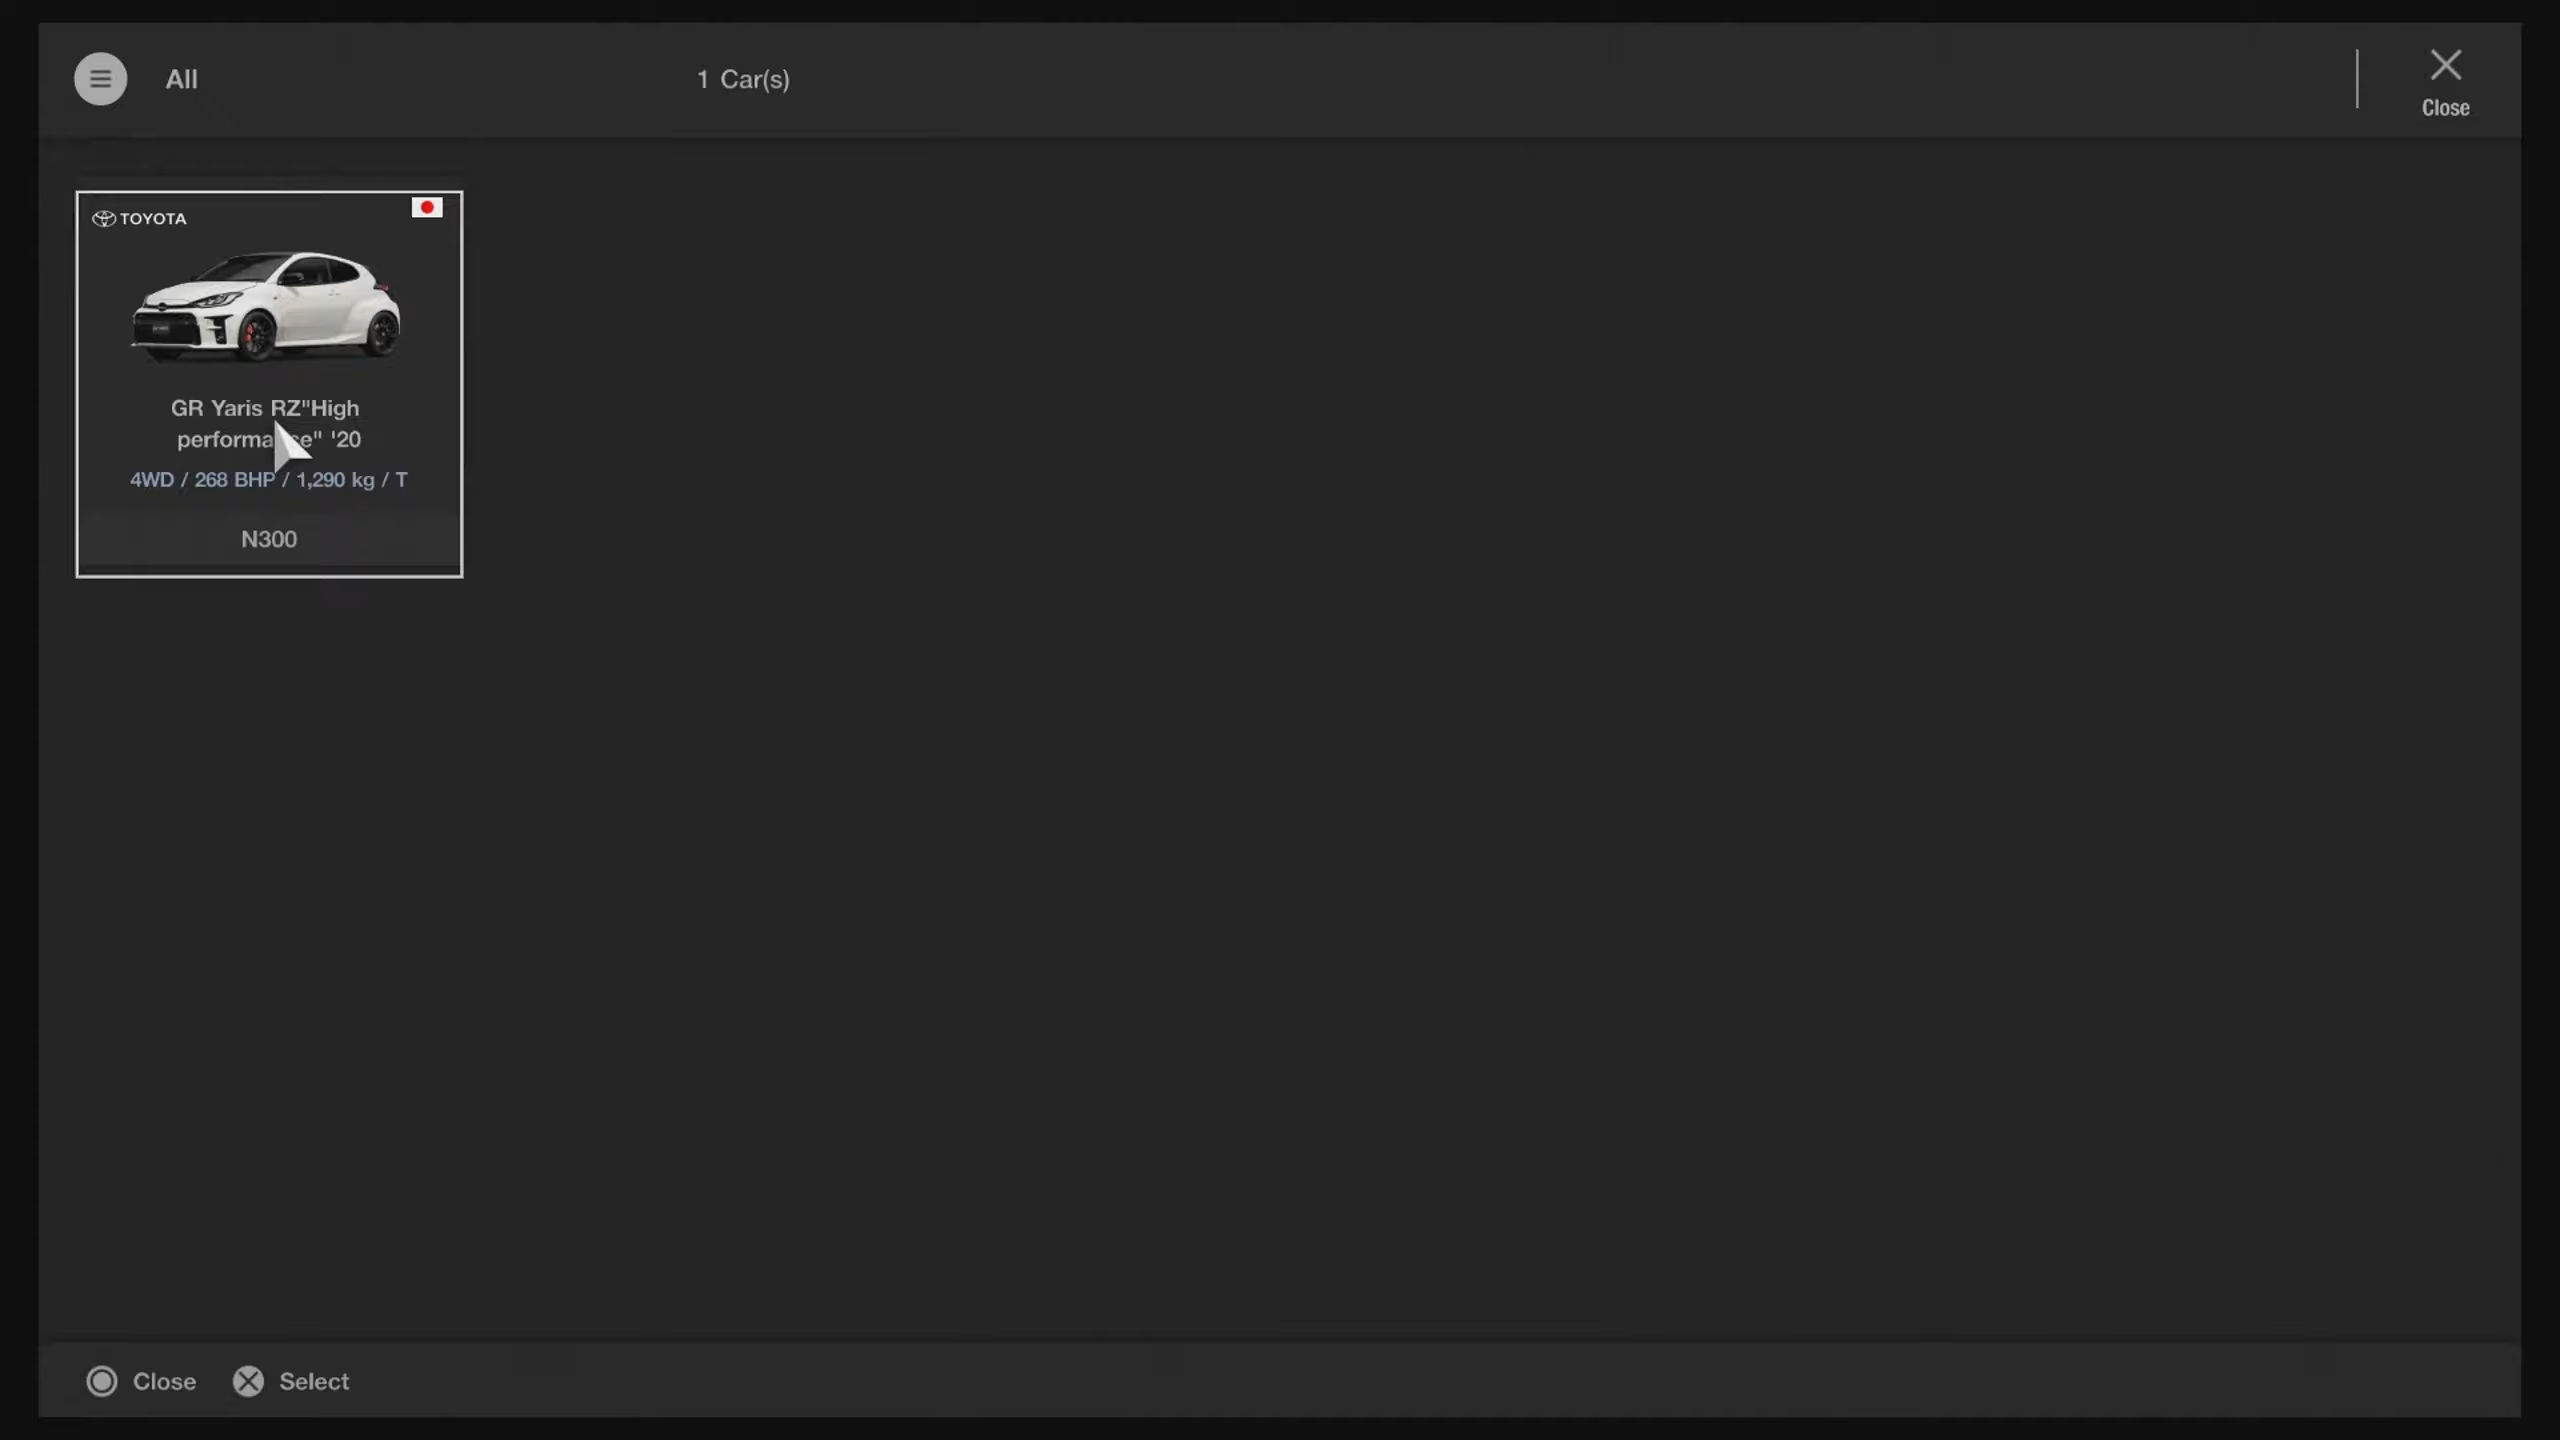 All
1 Car(s)
Close
TOYOTA
GR Yaris RZ"High
performance" '20
4WD / 268 BHP / 1,290 kg / T
N300
Close
Select